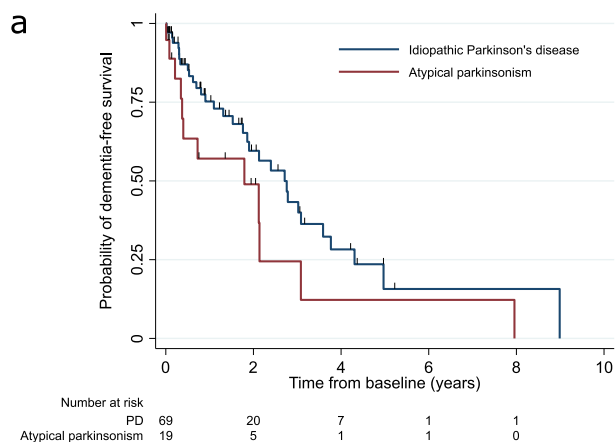 a
Probability of dementia-free survival
1
0.75
0.50
0.25
0
Idiopathic Parkinson's disease
Atypical parkinsonism
0 2 4 6 8 10
Time from baseline (years)
Number at risk
PD 69 20 7 1 1
Atypical parkinsonism 19 5 1 1 0